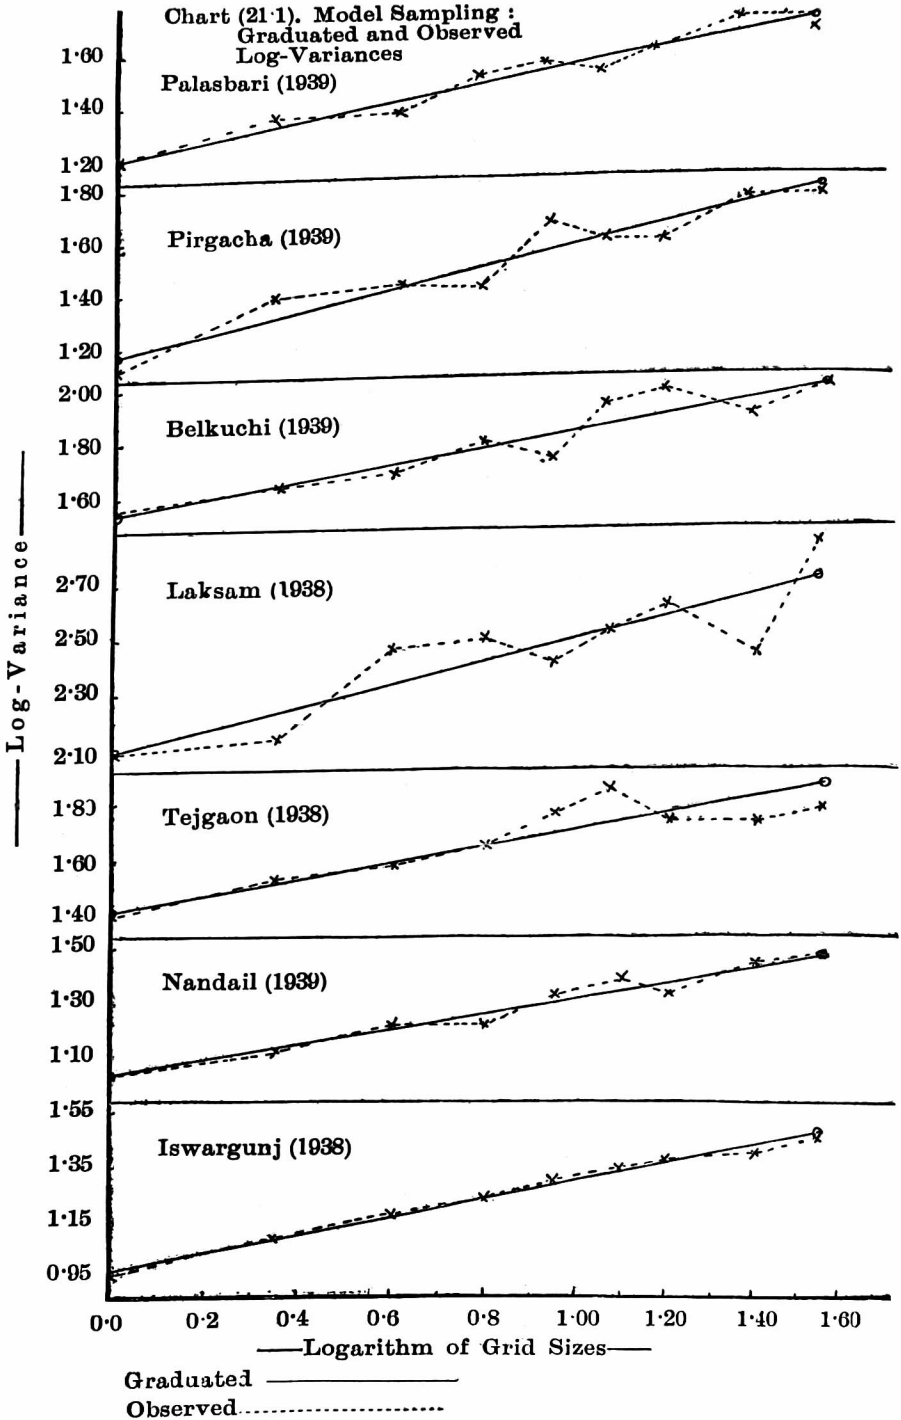 Chart (21·1). Model Sampling :
Graduated and Observed
Log-Variances
Palasbari (1939)
1·60
1·40
1·20
Pirgacha (1939)
1·80
1·60
1·40
1·20
Belkuchi (1939)
2·00
1·80
1·60
Laksam (1938)
2·70
2·50
2·30
2·10
Tejgaon (1938)
1·80
1·60
1·40
Nandail (1939)
1·50
1·30
1·10
Iswargunj (1938)
1·55
1·35
1·15
0·95
Log-Variance
0·0 0·2 0·4 0·6 0·8 1·00 1·20 1·40 1·60
Logarithm of Grid Sizes
Graduated
Observed